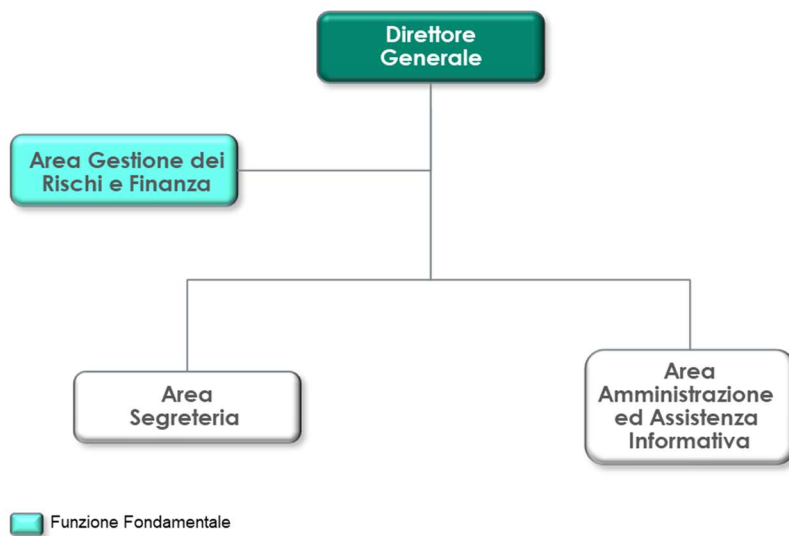 Direttore
Generale
Area Gestione dei
Rischi e Finanza
Area
Segreteria
Area
Amministrazione
ed Assistenza
Informativa
Funzione Fondamentale